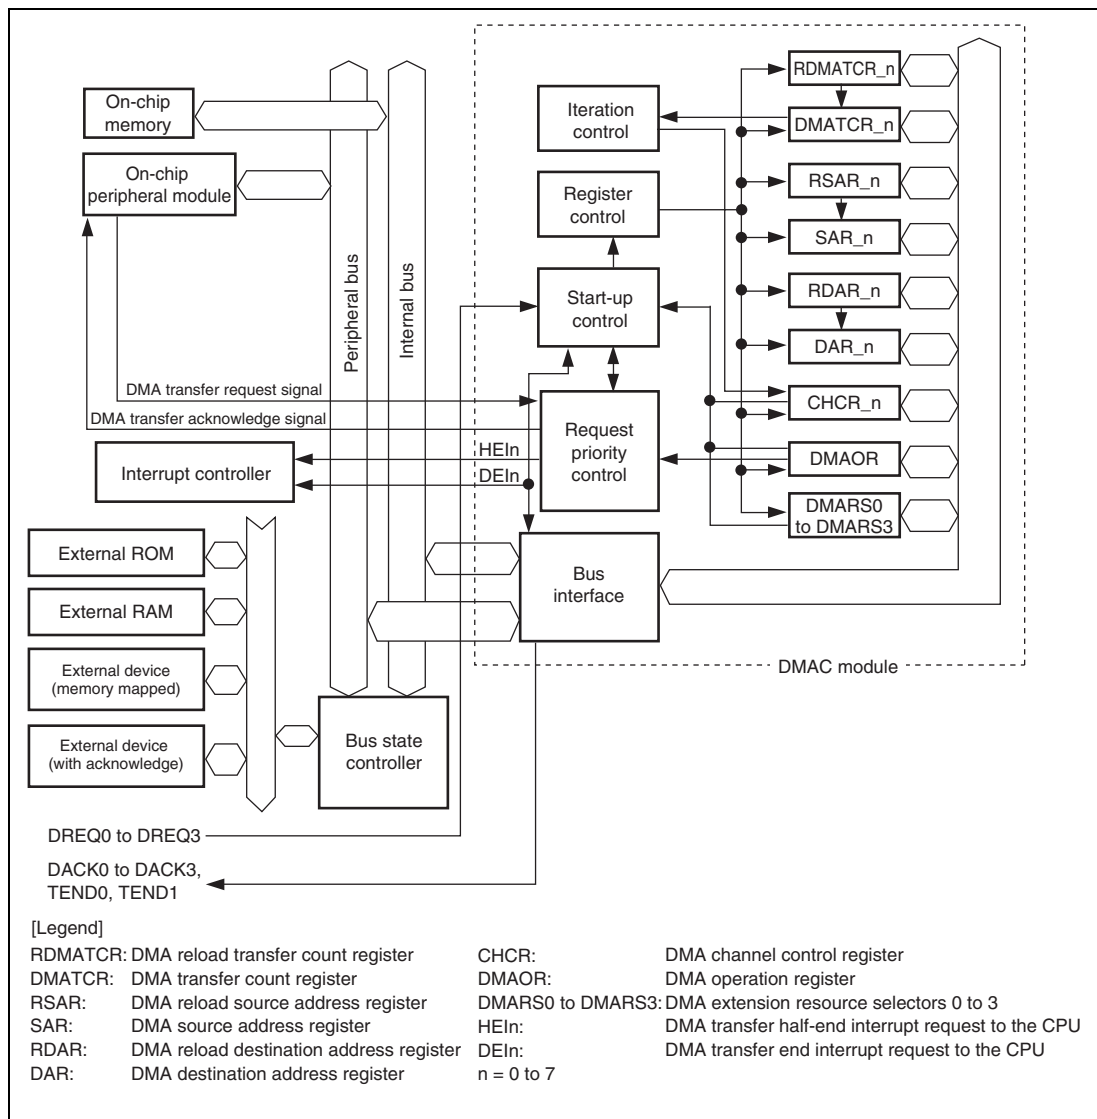 On-chip
memory
On-chip
peripheral module
Peripheral bus
Internal bus
DMA transfer request signal
DMA transfer acknowledge signal
Interrupt controller
HEIn
DEIn
External ROM
External RAM
External device
(memory mapped)
External device
(with acknowledge)
Bus state
controller
Iteration
control
Register
control
Start-up
control
Request
priority
control
Bus
interface
RDMATCR_n
DMATCR_n
RSAR_n
SAR_n
RDAR_n
DAR_n
CHCR_n
DMAOR
DMARS0
to DMARS3
DMAC module
DREQ0 to DREQ3
DACK0 to DACK3,
TEND0, TEND1
[Legend]
RDMATCR: DMA reload transfer count register
DMATCR: DMA transfer count register
RSAR: DMA reload source address register
SAR: DMA source address register
RDAR: DMA reload destination address register
DAR: DMA destination address register
CHCR: DMA channel control register
DMAOR: DMA operation register
DMARS0 to DMARS3: DMA extension resource selectors 0 to 3
HEIn: DMA transfer half-end interrupt request to the CPU
DEIn: DMA transfer end interrupt request to the CPU
n = 0 to 7